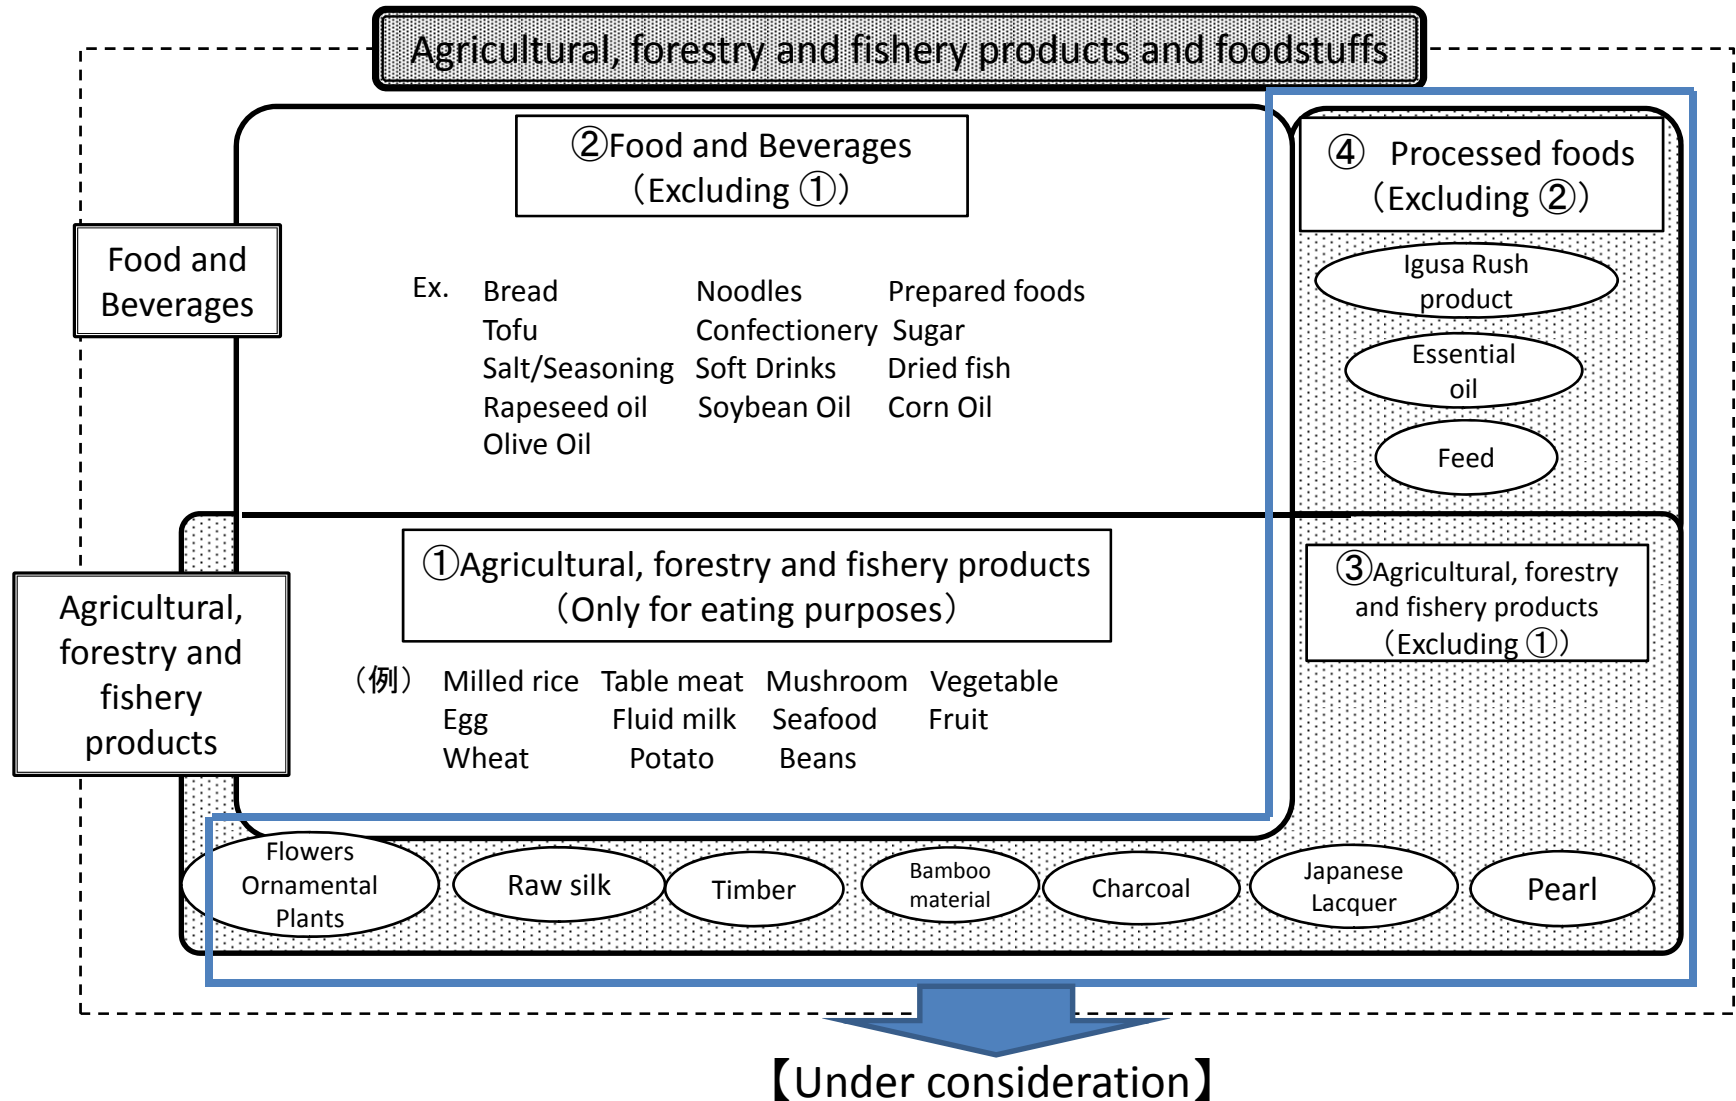 Agricultural, forestry and fishery products and foodstuffs
②Food and Beverages
（Excluding ①）
④ Processed foods
（Excluding ②）
Food and
Beverages
Ex. Bread Noodles Prepared foods
Tofu Confectionery Sugar
Salt/Seasoning Soft Drinks Dried fish
Rapeseed oil Soybean Oil Corn Oil
Olive Oil
Igusa Rush
product
Essential
oil
Feed
①Agricultural, forestry and fishery products
（Only for eating purposes）
③Agricultural, forestry
and fishery products
（Excluding ①）
Agricultural,
forestry and
fishery
products
（例） Milled rice Table meat Mushroom Vegetable
Egg Fluid milk Seafood Fruit
Wheat Potato Beans
Flowers
Ornamental
Plants
Raw silk
Timber
Bamboo
material
Charcoal
Japanese
Lacquer
Pearl
【Under consideration】